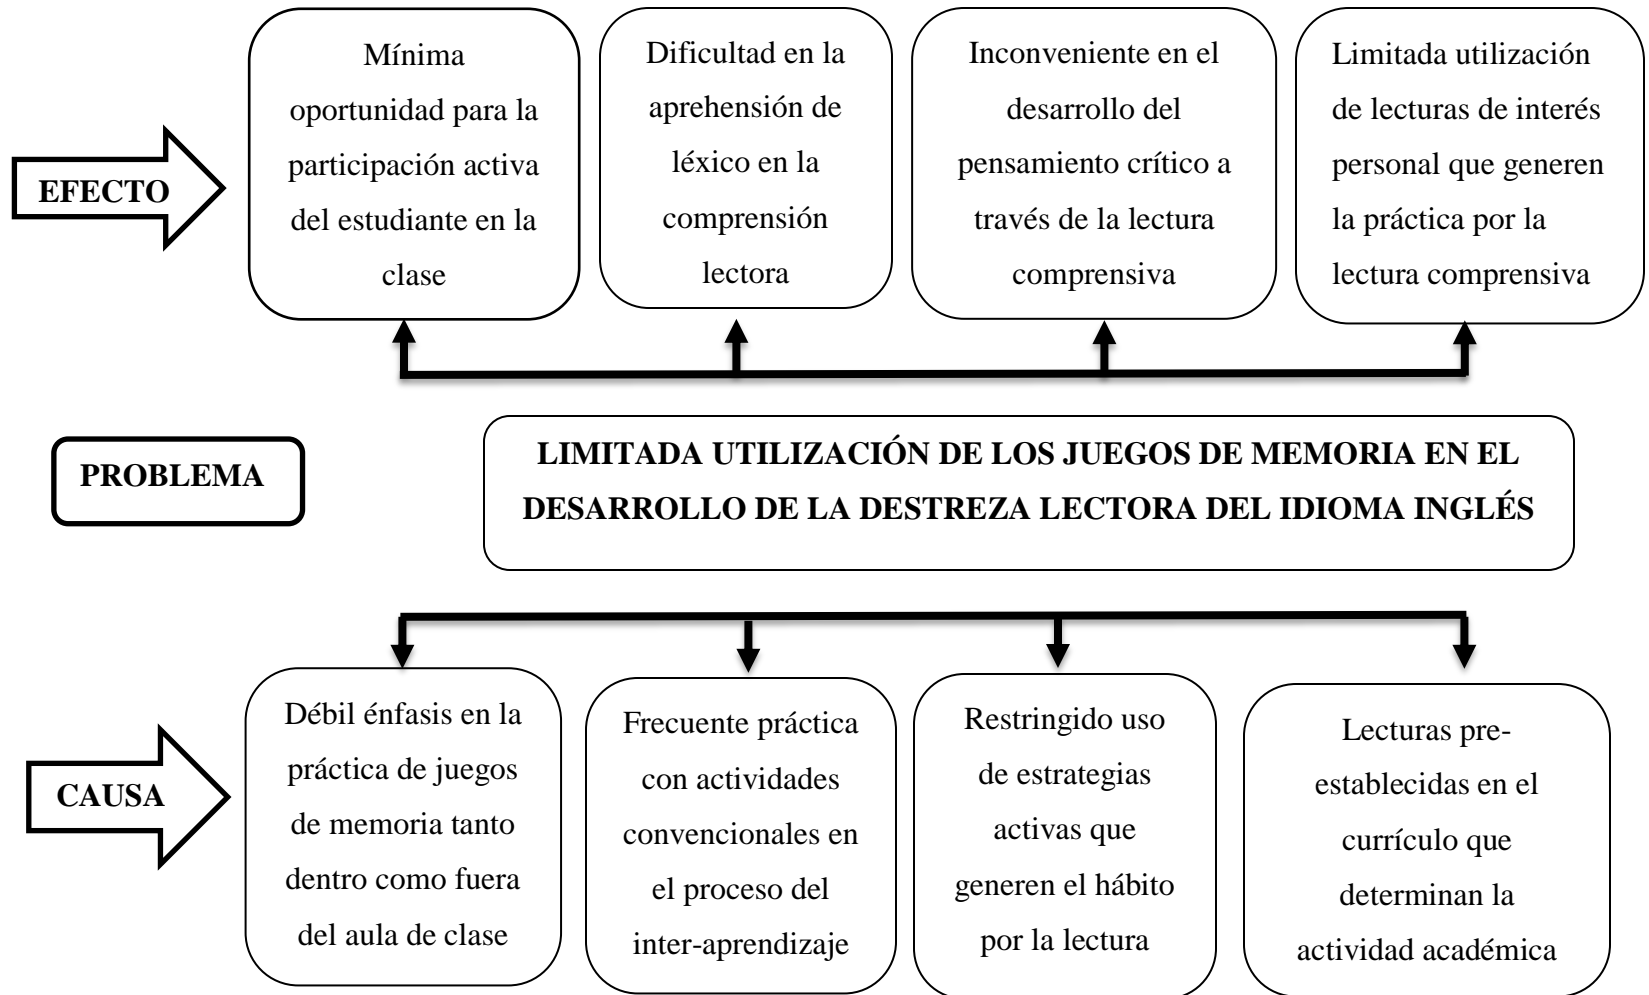 EFECTO
Mínima
oportunidad para la
participación activa
del estudiante en la
clase
Dificultad en la
aprehensión de
léxico en la
comprensión
lectora
Inconveniente en el
desarrollo del
pensamiento crítico a
través de la lectura
comprensiva
Limitada utilización
de lecturas de interés
personal que generen
la práctica por la
lectura comprensiva
PROBLEMA
LIMITADA UTILIZACIÓN DE LOS JUEGOS DE MEMORIA EN EL
DESARROLLO DE LA DESTREZA LECTORA DEL IDIOMA INGLÉS
CAUSA
Débil énfasis en la
práctica de juegos
de memoria tanto
dentro como fuera
del aula de clase
Frecuente práctica
con actividades
convencionales en
el proceso del
inter-aprendizaje
Restringido uso
de estrategias
activas que
generen el hábito
por la lectura
Lecturas pre-
establecidas en el
currículo que
determinan la
actividad académica